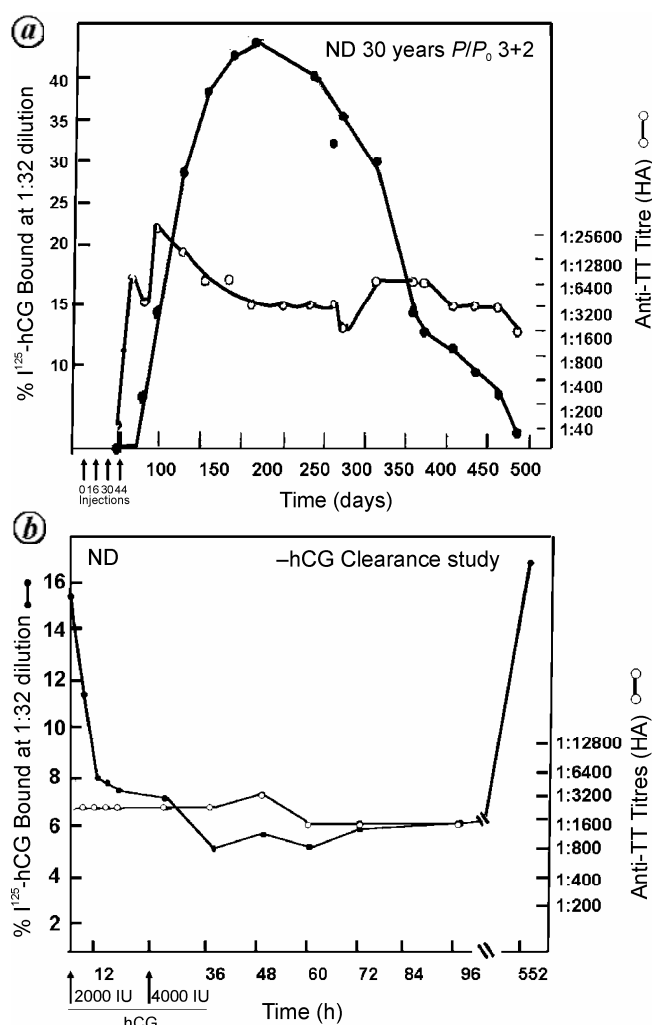 a
ND 30 years P/P0 3+2
% I125-hCG Bound at 1:32 dilution
40
35
30
25
20
15
10
Anti-TT Titre (HA)
1:25600
1:12800
1:6400
1:3200
1:1600
1:800
1:400
1:200
1:40
100 150 200 250 300 350 400 450 500
0 16 30 44
Injections
Time (days)
b
ND
–hCG Clearance study
% I125-hCG Bound at 1:32 dilution
16
14
12
10
8
6
4
2
Anti-TT Titres (HA)
1:12800
1:6400
1:3200
1:1600
1:800
1:400
1:200
12 36 48 60 72 84 96 552
2000 IU 4000 IU
Time (h)
hCG